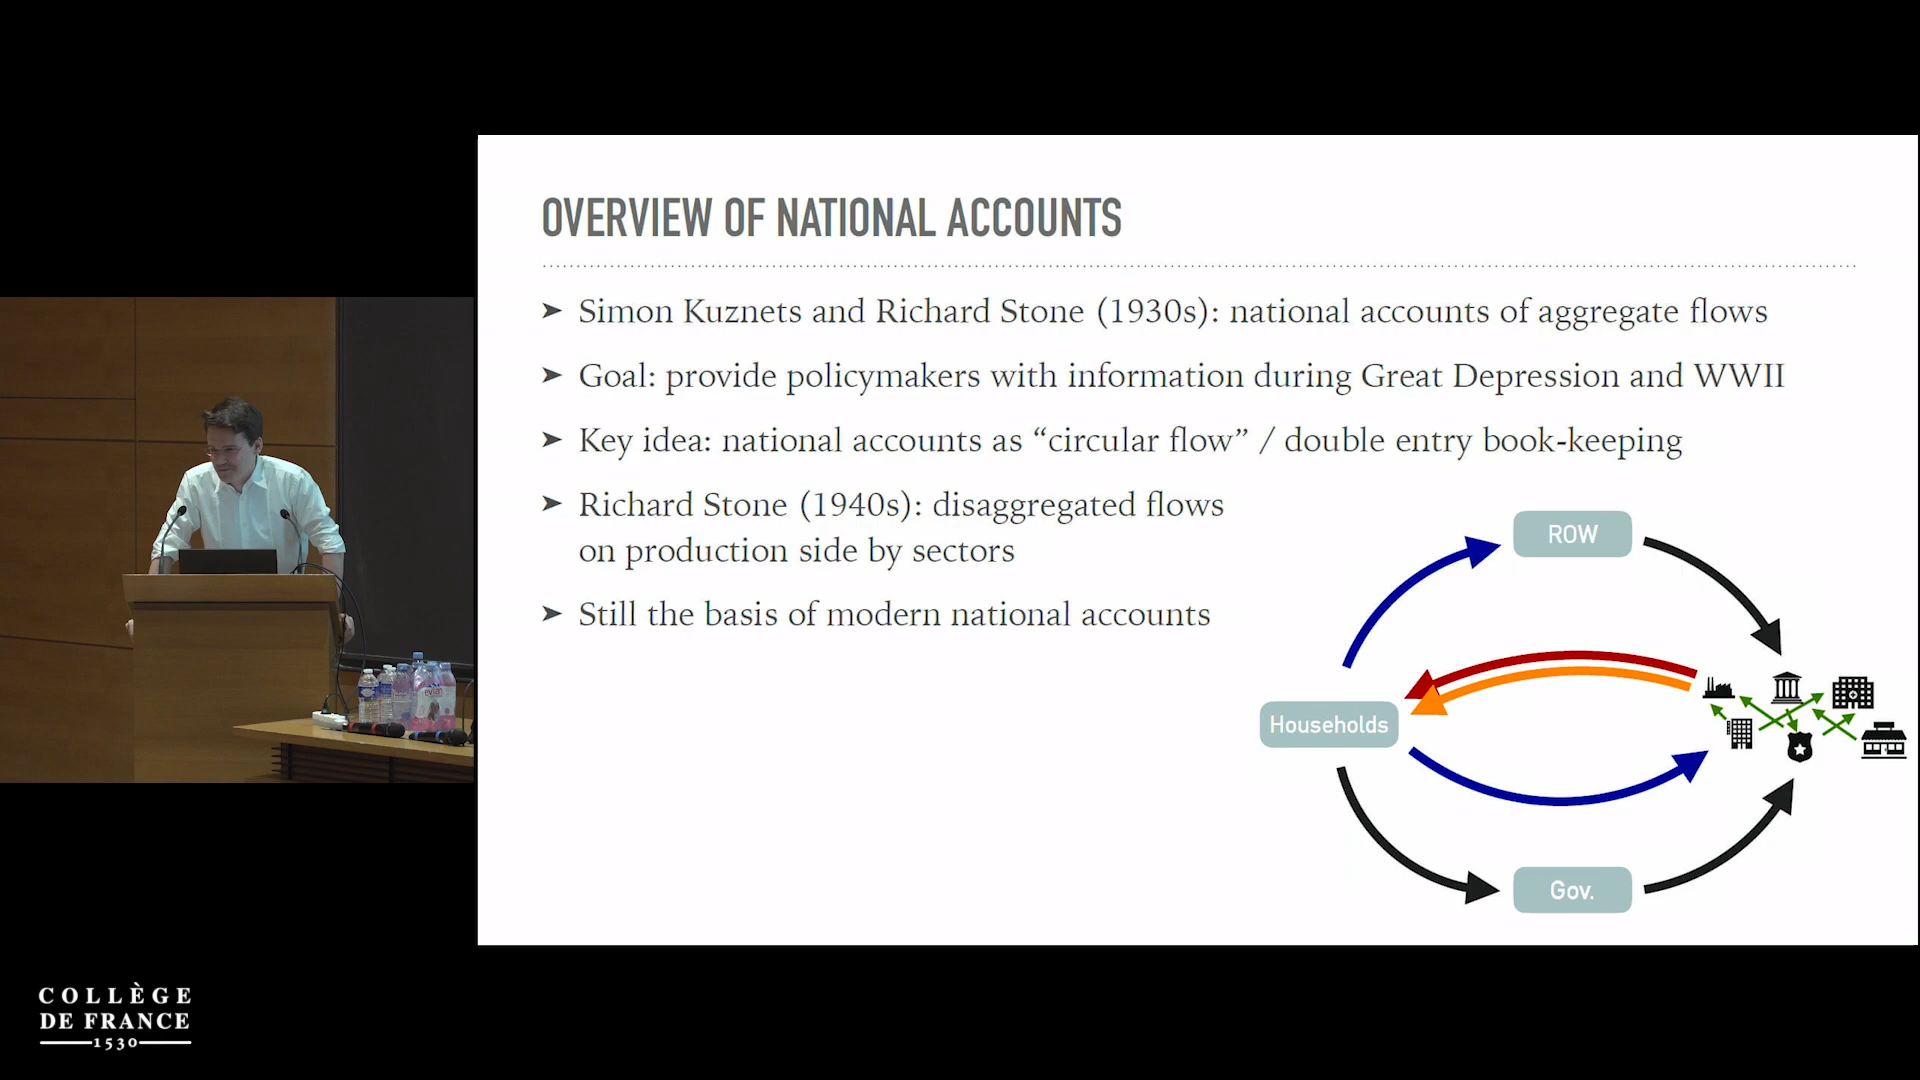 OVERVIEW OF NATIONAL ACCOUNTS
➤ Simon Kuznets and Richard Stone (1930s): national accounts of aggregate flows
➤ Goal: provide policymakers with information during Great Depression and WWII
➤ Key idea: national accounts as “circular flow” / double entry book-keeping
➤ Richard Stone (1940s): disaggregated flows
on production side by sectors
➤ Still the basis of modern national accounts
ROW
Households
Gov.
evian
COLLÈGE
DE FRANCE
1530